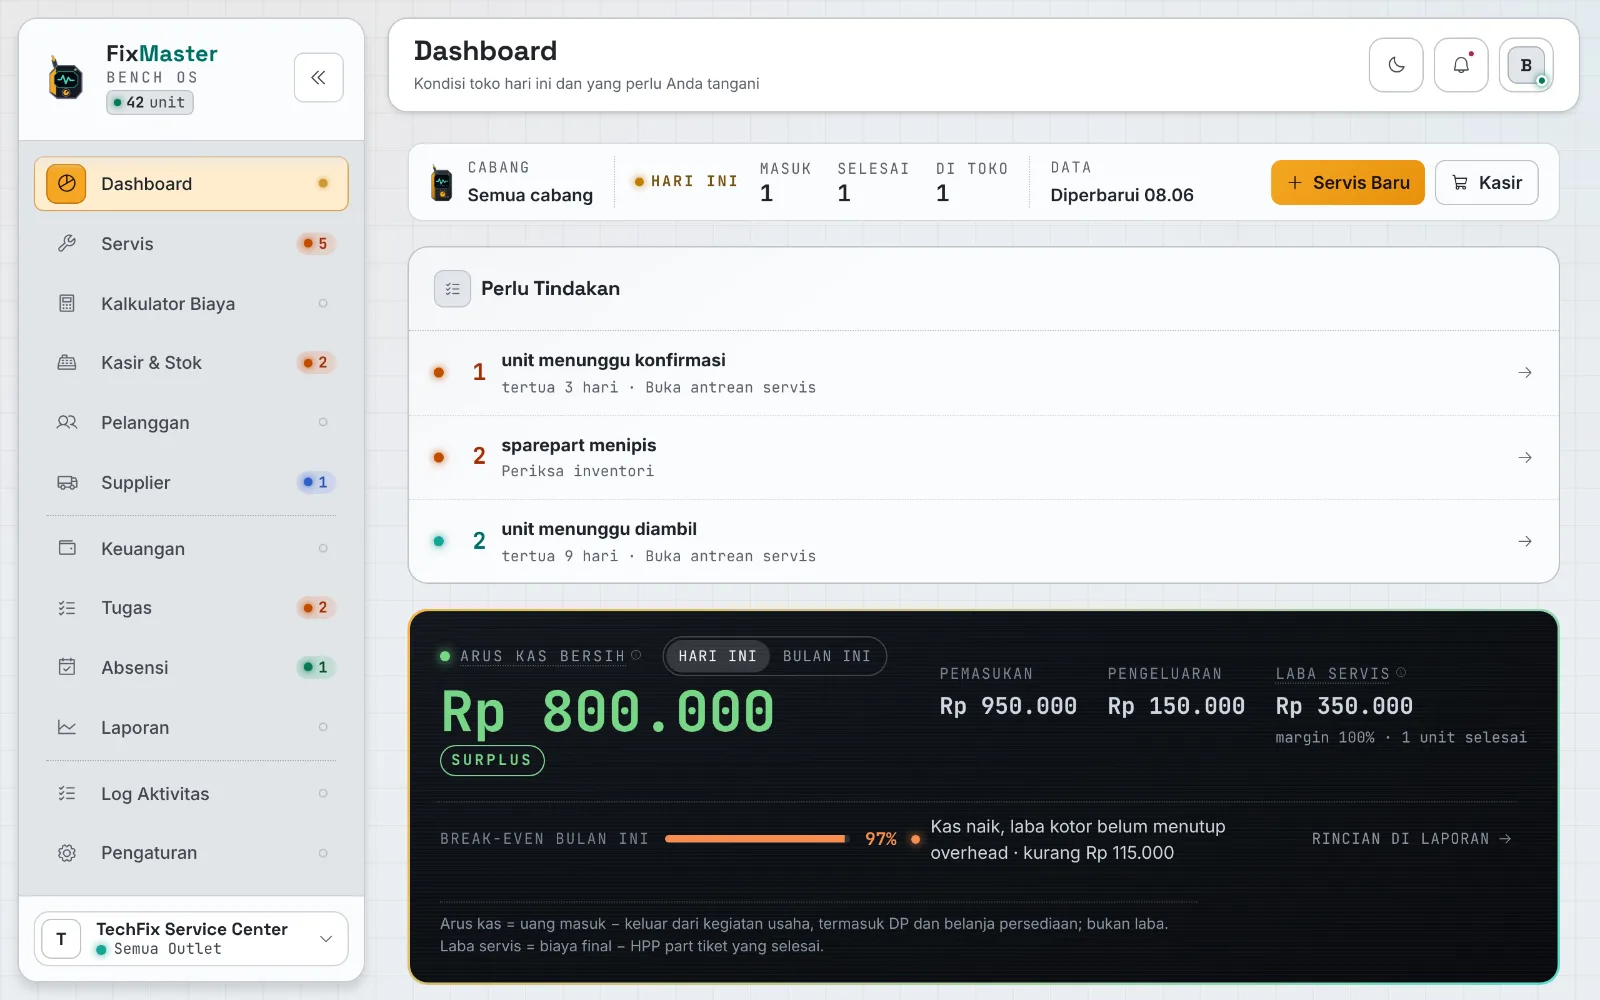 FixMaster
BENCH OS
42 unit
Dashboard
Servis 5
Kalkulator Biaya
Kasir & Stok 2
Pelanggan
Supplier 1
Keuangan
Tugas 2
Absensi 1
Laporan
Log Aktivitas
Pengaturan
T
TechFix Service Center
Semua Outlet
Dashboard
Kondisi toko hari ini dan yang perlu Anda tangani
B
CABANG
Semua cabang
HARI INI
MASUK
1
SELESAI
1
DI TOKO
1
DATA
Diperbarui 08.06
Servis Baru
Kasir
Perlu Tindakan
1 unit menunggu konfirmasi
tertua 3 hari · Buka antrean servis
2 sparepart menipis
Periksa inventori
2 unit menunggu diambil
tertua 9 hari · Buka antrean servis
ARUS KAS BERSIH
HARI INI
BULAN INI
Rp 800.000
SURPLUS
PEMASUKAN
Rp 950.000
PENGELUARAN
Rp 150.000
LABA SERVIS
Rp 350.000
margin 100% · 1 unit selesai
BREAK-EVEN BULAN INI
97%
Kas naik, laba kotor belum menutup
overhead · kurang Rp 115.000
RINCIAN DI LAPORAN →
Arus kas = uang masuk − keluar dari kegiatan usaha, termasuk DP dan belanja persediaan; bukan laba.
Laba servis = biaya final − HPP part tiket yang selesai.